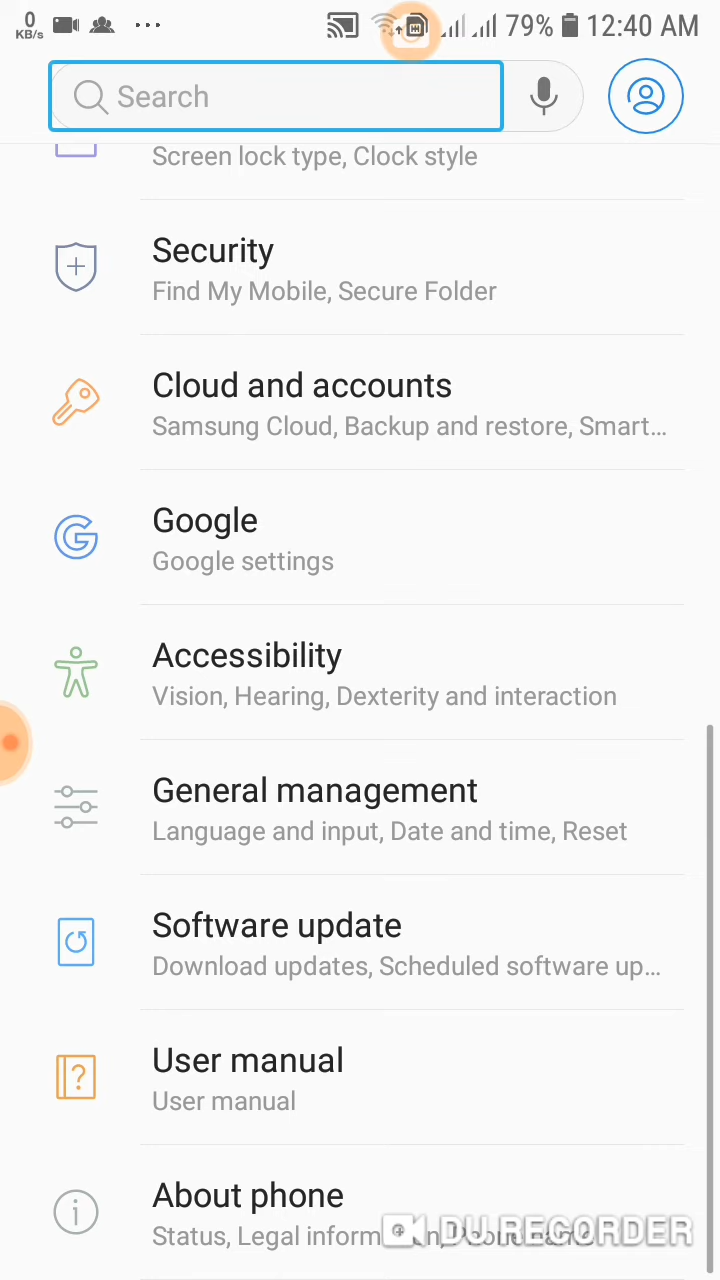 0
KB/s
79% 12:40 AM
Search
Screen lock type, Clock style
Security
Find My Mobile, Secure Folder
Cloud and accounts
Samsung Cloud, Backup and restore, Smart...
Google
Google settings
Accessibility
Vision, Hearing, Dexterity and interaction
General management
Language and input, Date and time, Reset
Software update
Download updates, Scheduled software up...
User manual
User manual
About phone
Status, Legal information, Phone name
DU RECORDER